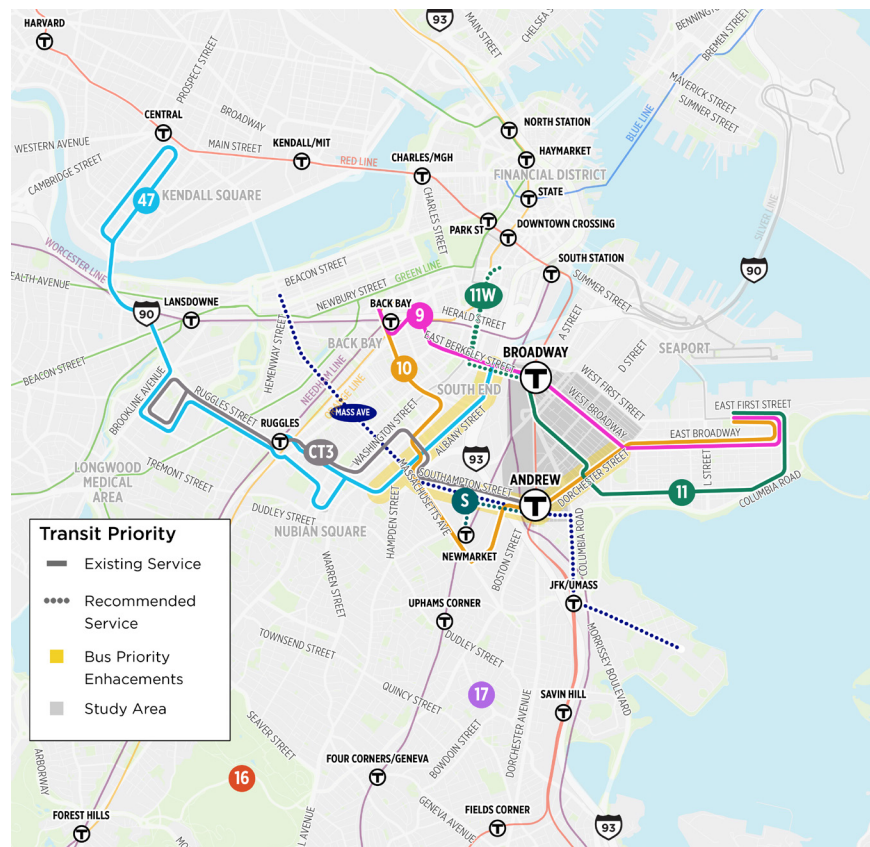 HARVARD
93
MAIN STREET
CHELSEA S
BENNING
BREMEN STREET
PROSPECT STREET
MAVERICK STREET
SUMNER STREET
CENTRAL
BROADWAY
NORTH STATION
BLUE LINE
WESTERN AVENUE
MAIN STREET
KENDALL/MIT
HAYMARKET
RED LINE
CHARLES/MGH
CAMBRIDGE STREET
FINANCIAL DISTRICT
47
KENDALL SQUARE
STATE
CHARLES STREET
PARK ST
DOWNTOWN CROSSING
SILVER LINE
WORCESTER LINE
SOUTH STATION
BEACON STREET
GREEN LINE
SUMMER STREET
90
EALTH AVENUE
LANSDOWNE
NEWBURY STREET
11W
90
BACK BAY
9
HERALD STREET
A STREET
BACK BAY
EAST BERKELEY STREET
BROADWAY
D STREET
SEAPORT
HEMENWAY STREET
BEACON STREET
NEEDHAM LINE
10
SOUTH END
WEST FIRST STREET
WEST BROADWAY
EAST FIRST STREET
BROOKLINE AVENUE
RUGGLES STREET
MASS AVE
WASHINGTON STREET
ALBANY STREET
EAST BROADWAY
RUGGLES
CT3
93
L STREET
LONGWOOD
MEDICAL
AREA
TREMONT STREET
MASSACHUSETTS AVE
SOUTHAMPTON STREET
ANDREW
DORCHESTER STREET
11
COLUMBIA ROAD
DUDLEY STREET
S
NUBIAN SQUARE
HAMPDEN STREET
COLUMBIA ROAD
Transit Priority
NEWMARKET
BOSTON STREET
Existing Service
WARREN STREET
JFK/UMASS
Recommended
Service
UPHAMS CORNER
MORRISSEY BOULEVARD
Bus Priority
Enhacements
TOWNSEND STREET
DUDLEY STREET
Study Area
QUINCY STREET
17
SAVIN HILL
SEAVER STREET
BOWDOIN STREET
DORCHESTER AVENUE
ARBORWAY
16
FOUR CORNERS/GENEVA
L AVENUE
GENEVA AVENUE
FIELDS CORNER
FOREST HILLS
93